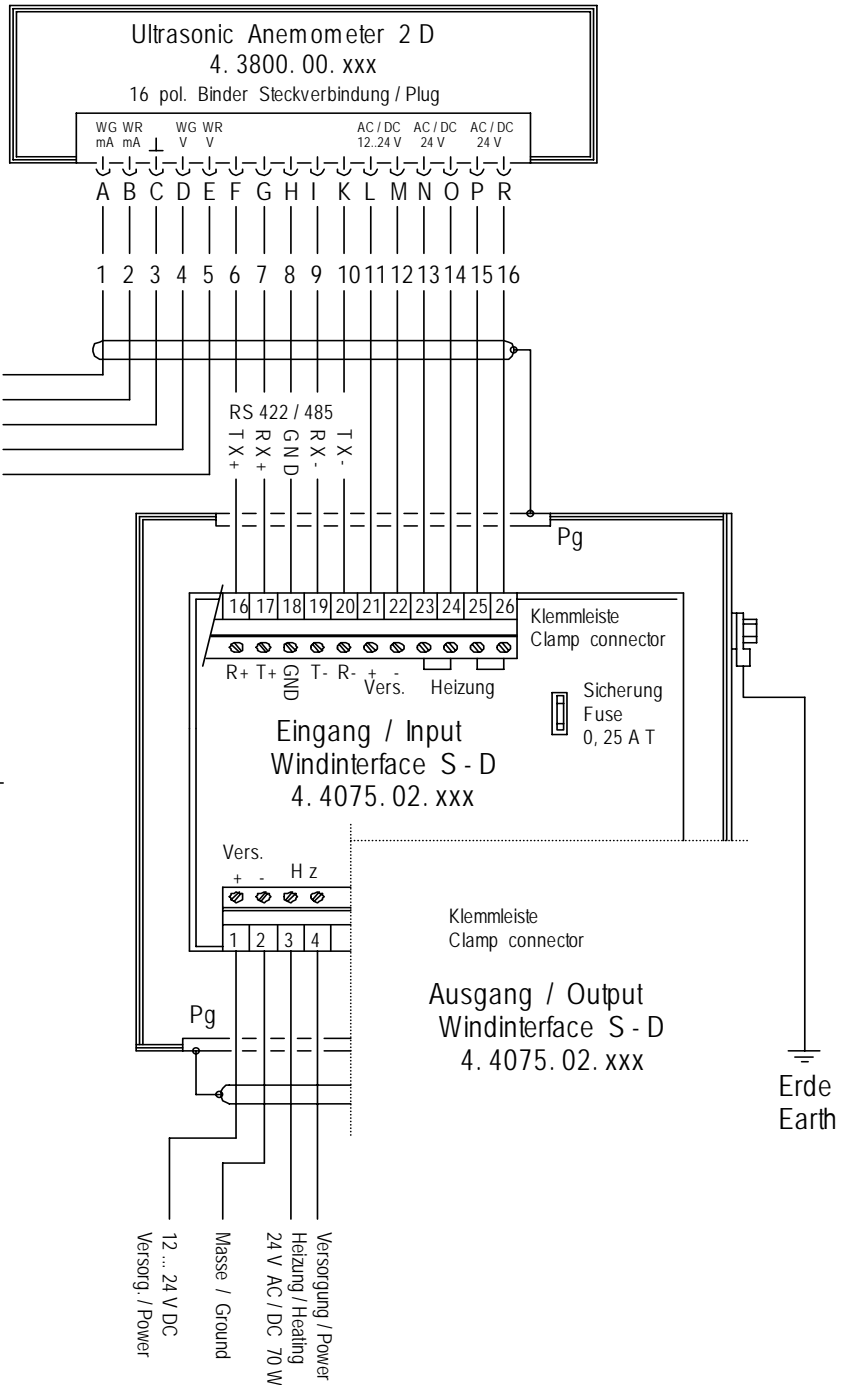 Ultrasonic Anemometer 2 D
4. 3800. 00. xxx
16 pol. Binder Steckverbindung / Plug
WG WR WG WR AC / DC AC / DC AC / DC
mA mA ⊥ V V 12..24 V 24 V 24 V
A B C D E F G H I K L M N O P R
1 2 3 4 5 6 7 8 9 10 11 12 13 14 15 16
RS 422 / 485
TX+ RX+ GND RX- TX-
Pg
16 17 18 19 20 21 22 23 24 25 26
Klemmleiste
Clamp connector
R+ T+ GND T- R- + -
Vers. Heizung
Sicherung
Fuse
0, 25 A T
Eingang / Input
Windinterface S - D
4. 4075. 02. xxx
Vers.
+ - H z
1 2 3 4
Klemmleiste
Clamp connector
Ausgang / Output
Windinterface S - D
4. 4075. 02. xxx
Pg
Erde
Earth
12 ... 24 V DC
Versorg. / Power
Masse / Ground
Versorgung / Power
Heizung / Heating
24 V AC / DC 70 W